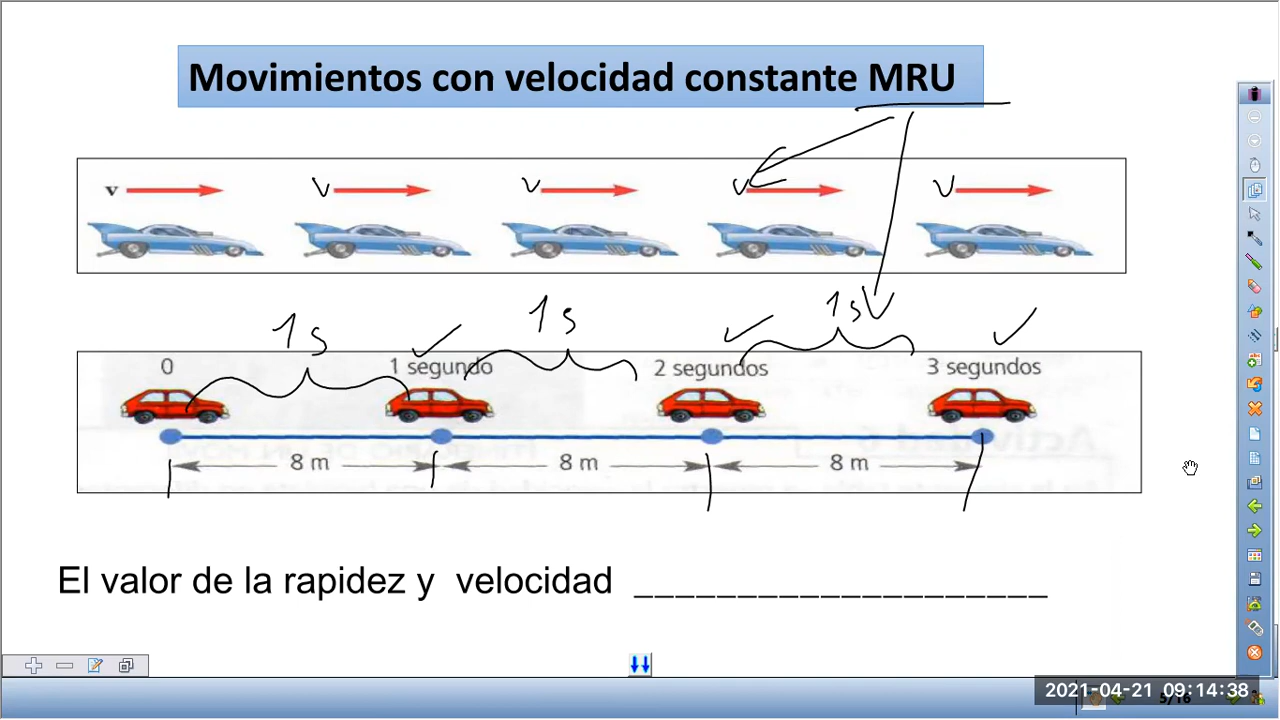 Movimientos con velocidad constante MRU
v v v v v
1 s 1 s 1 s
0 1 segundo 2 segundos 3 segundos
8 m 8 m 8 m
El valor de la rapidez y velocidad ____________________
2021-04-21 09:14:38